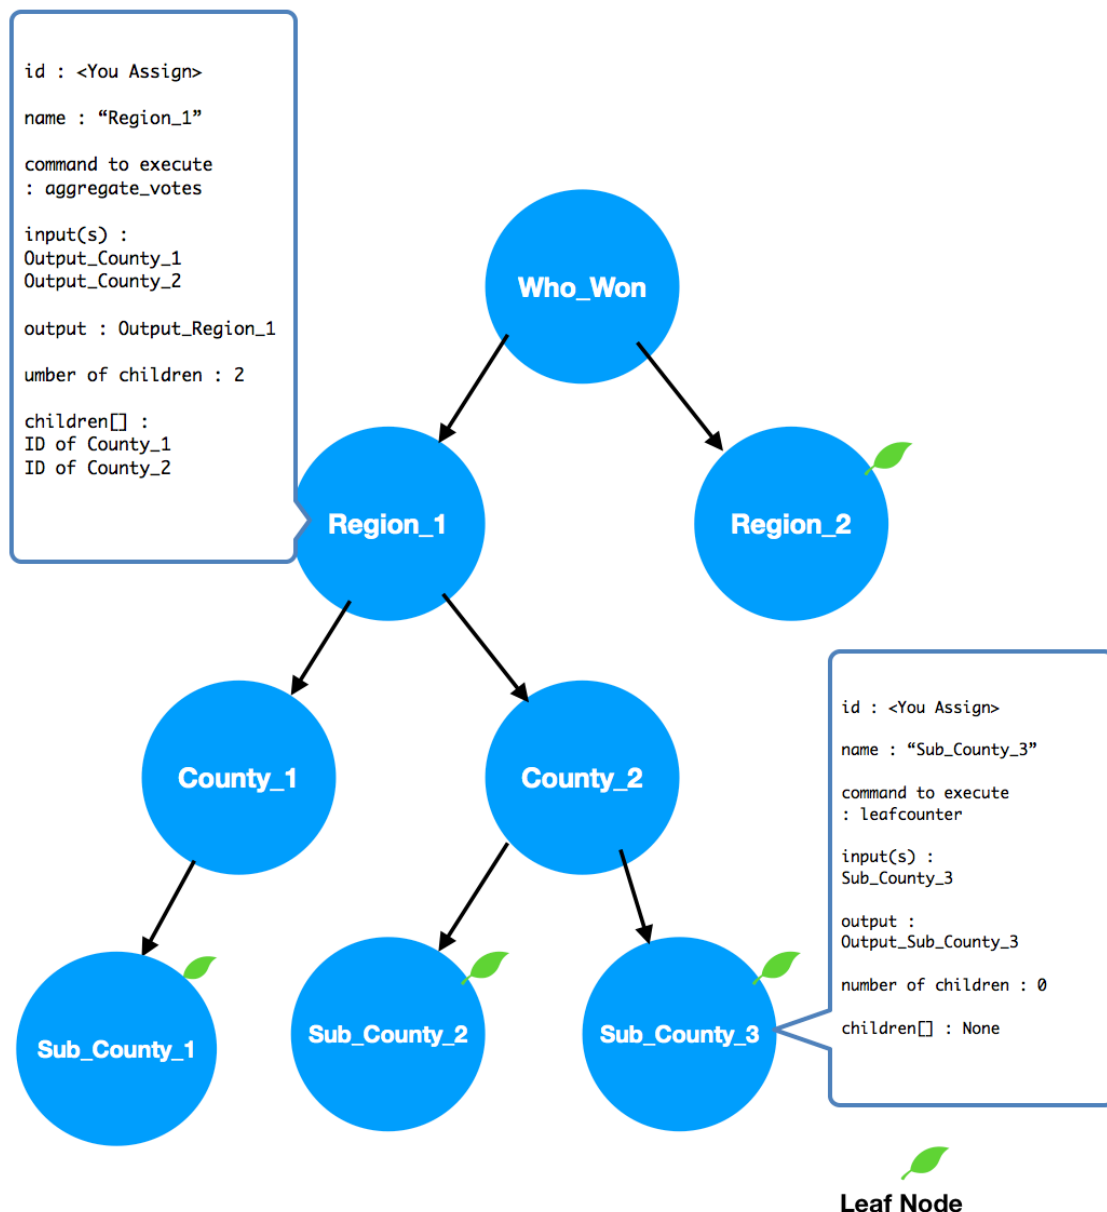 id : <You Assign>
name : “Region_1”
command to execute
: aggregate_votes
input(s) :
Output_County_1
Output_County_2
output : Output_Region_1
umber of children : 2
children[] :
ID of County_1
ID of County_2
Who_Won
Region_1
Region_2
County_1
County_2
Sub_County_1
Sub_County_2
Sub_County_3
id : <You Assign>
name : “Sub_County_3”
command to execute
: leafcounter
input(s) :
Sub_County_3
output :
Output_Sub_County_3
number of children : 0
children[] : None
Leaf Node